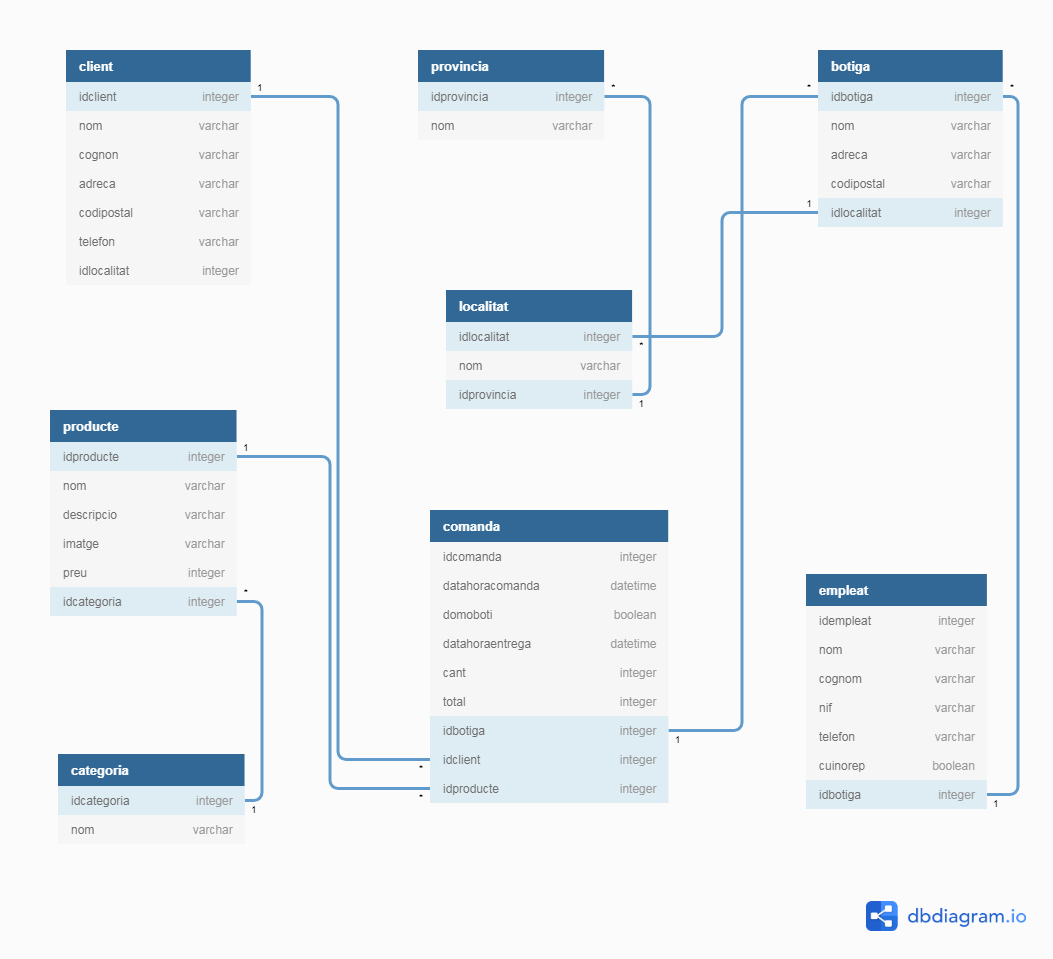 client
idclient integer
nom varchar
cognon varchar
adreca varchar
codipostal varchar
telefon varchar
idlocalitat integer
1
provincia
idprovincia integer
nom varchar
*
botiga
idbotiga integer
nom varchar
adreca varchar
codipostal varchar
idlocalitat integer
*
*
1
localitat
idlocalitat integer
nom varchar
idprovincia integer
*
1
producte
idproducte integer
nom varchar
descripcio varchar
imatge varchar
preu integer
idcategoria integer
1
*
comanda
idcomanda integer
datahoracomanda datetime
domoboti boolean
datahoraentrega datetime
cant integer
total integer
idbotiga integer
idclient integer
idproducte integer
1
*
*
empleat
idempleat integer
nom varchar
cognom varchar
nif varchar
telefon varchar
cuinorep boolean
idbotiga integer
1
categoria
idcategoria integer
nom varchar
1
dbdiagram.io